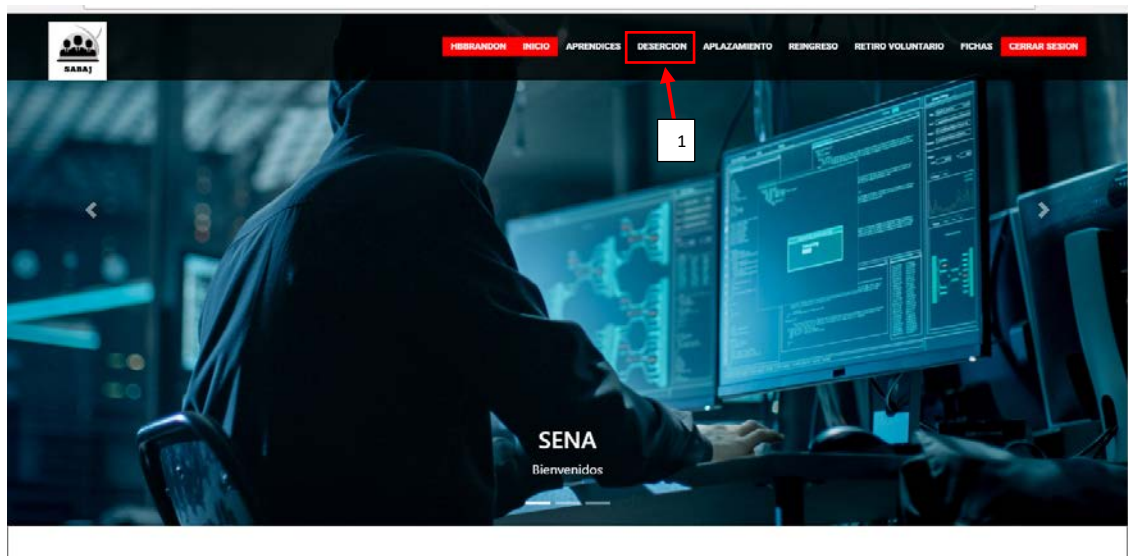 SABAJ
HBBRANDON INICIO APRENDICES DESERCION APLAZAMIENTO REINGRESO RETIRO VOLUNTARIO FICHAS CERRAR SESION
1
SENA
Bienvenidos